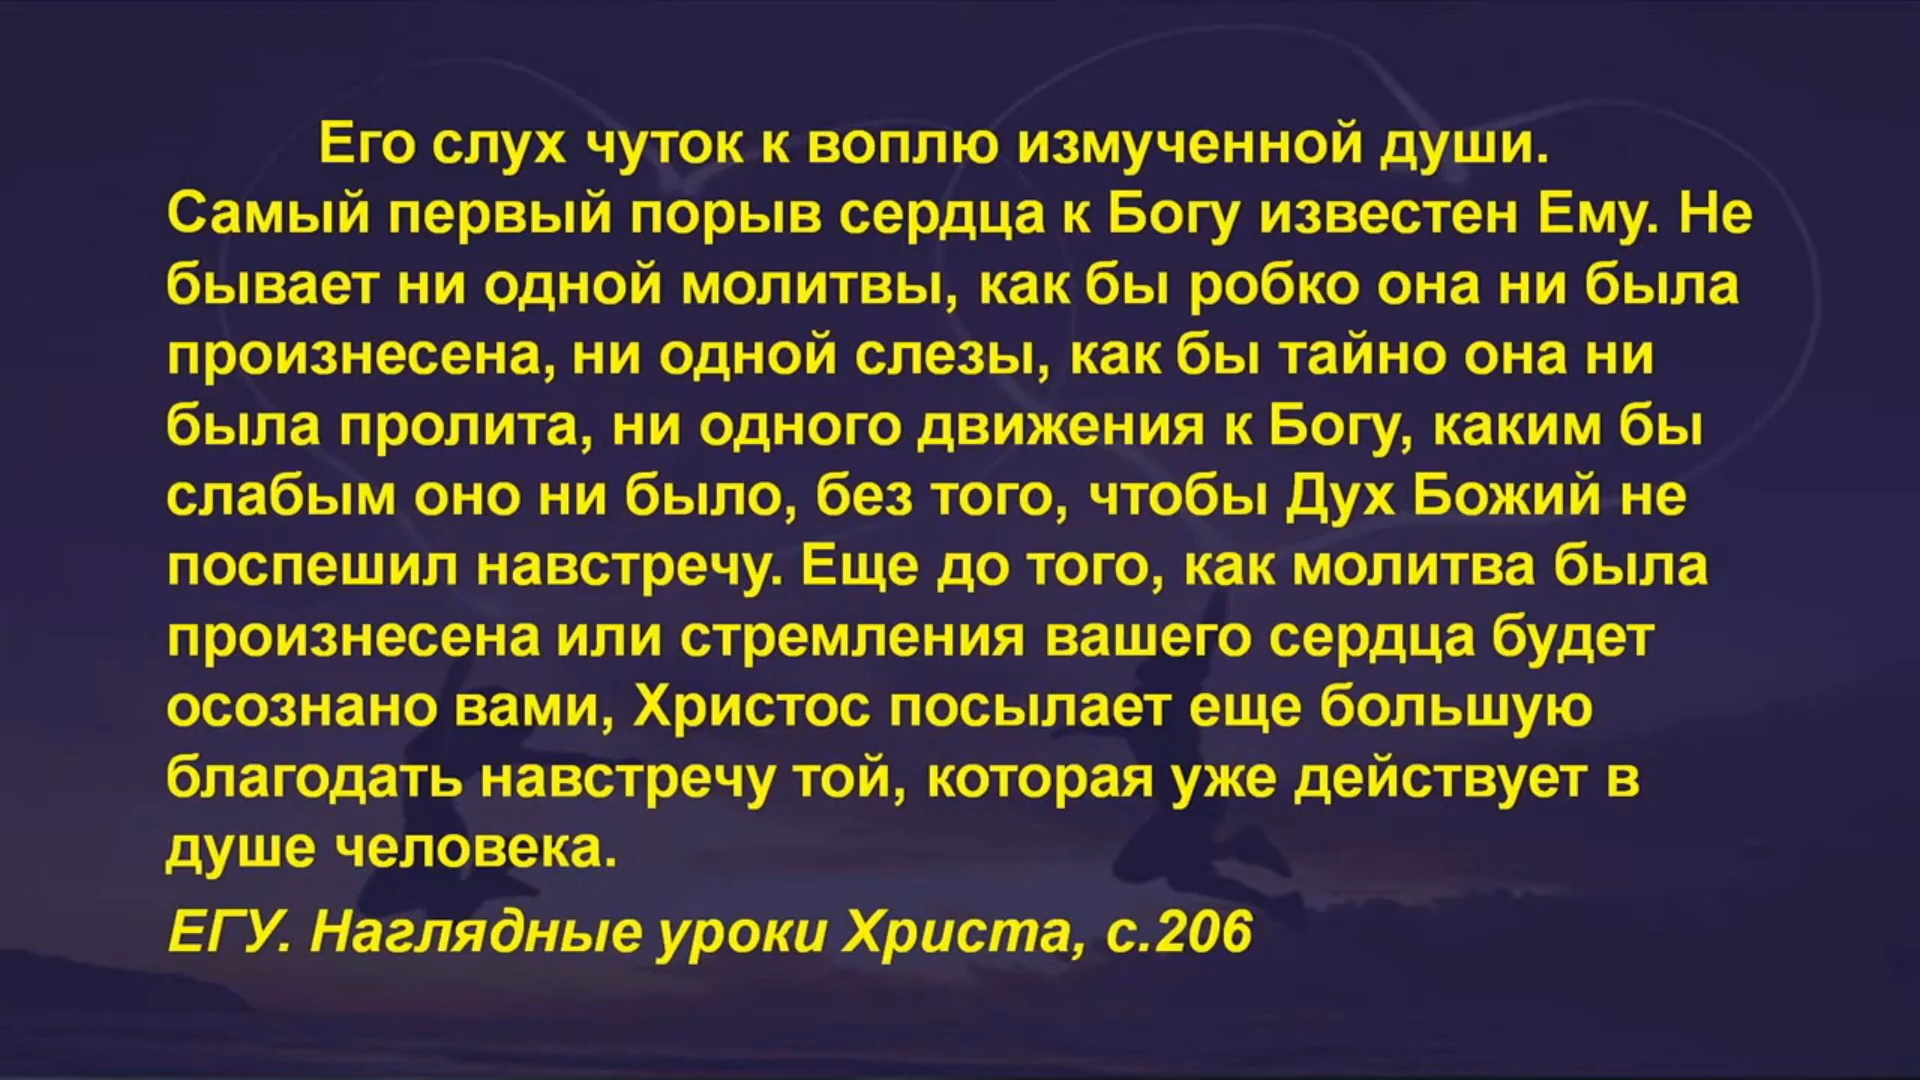 Его слух чуток к воплю измученной души.
Самый первый порыв сердца к Богу известен Ему. Не
бывает ни одной молитвы, как бы робко она ни была
произнесена, ни одной слезы, как бы тайно она ни
была пролита, ни одного движения к Богу, каким бы
слабым оно ни было, без того, чтобы Дух Божий не
поспешил навстречу. Еще до того, как молитва была
произнесена или стремления вашего сердца будет
осознано вами, Христос посылает еще большую
благодать навстречу той, которая уже действует в
душе человека.
ЕГУ. Наглядные уроки Христа, с.206